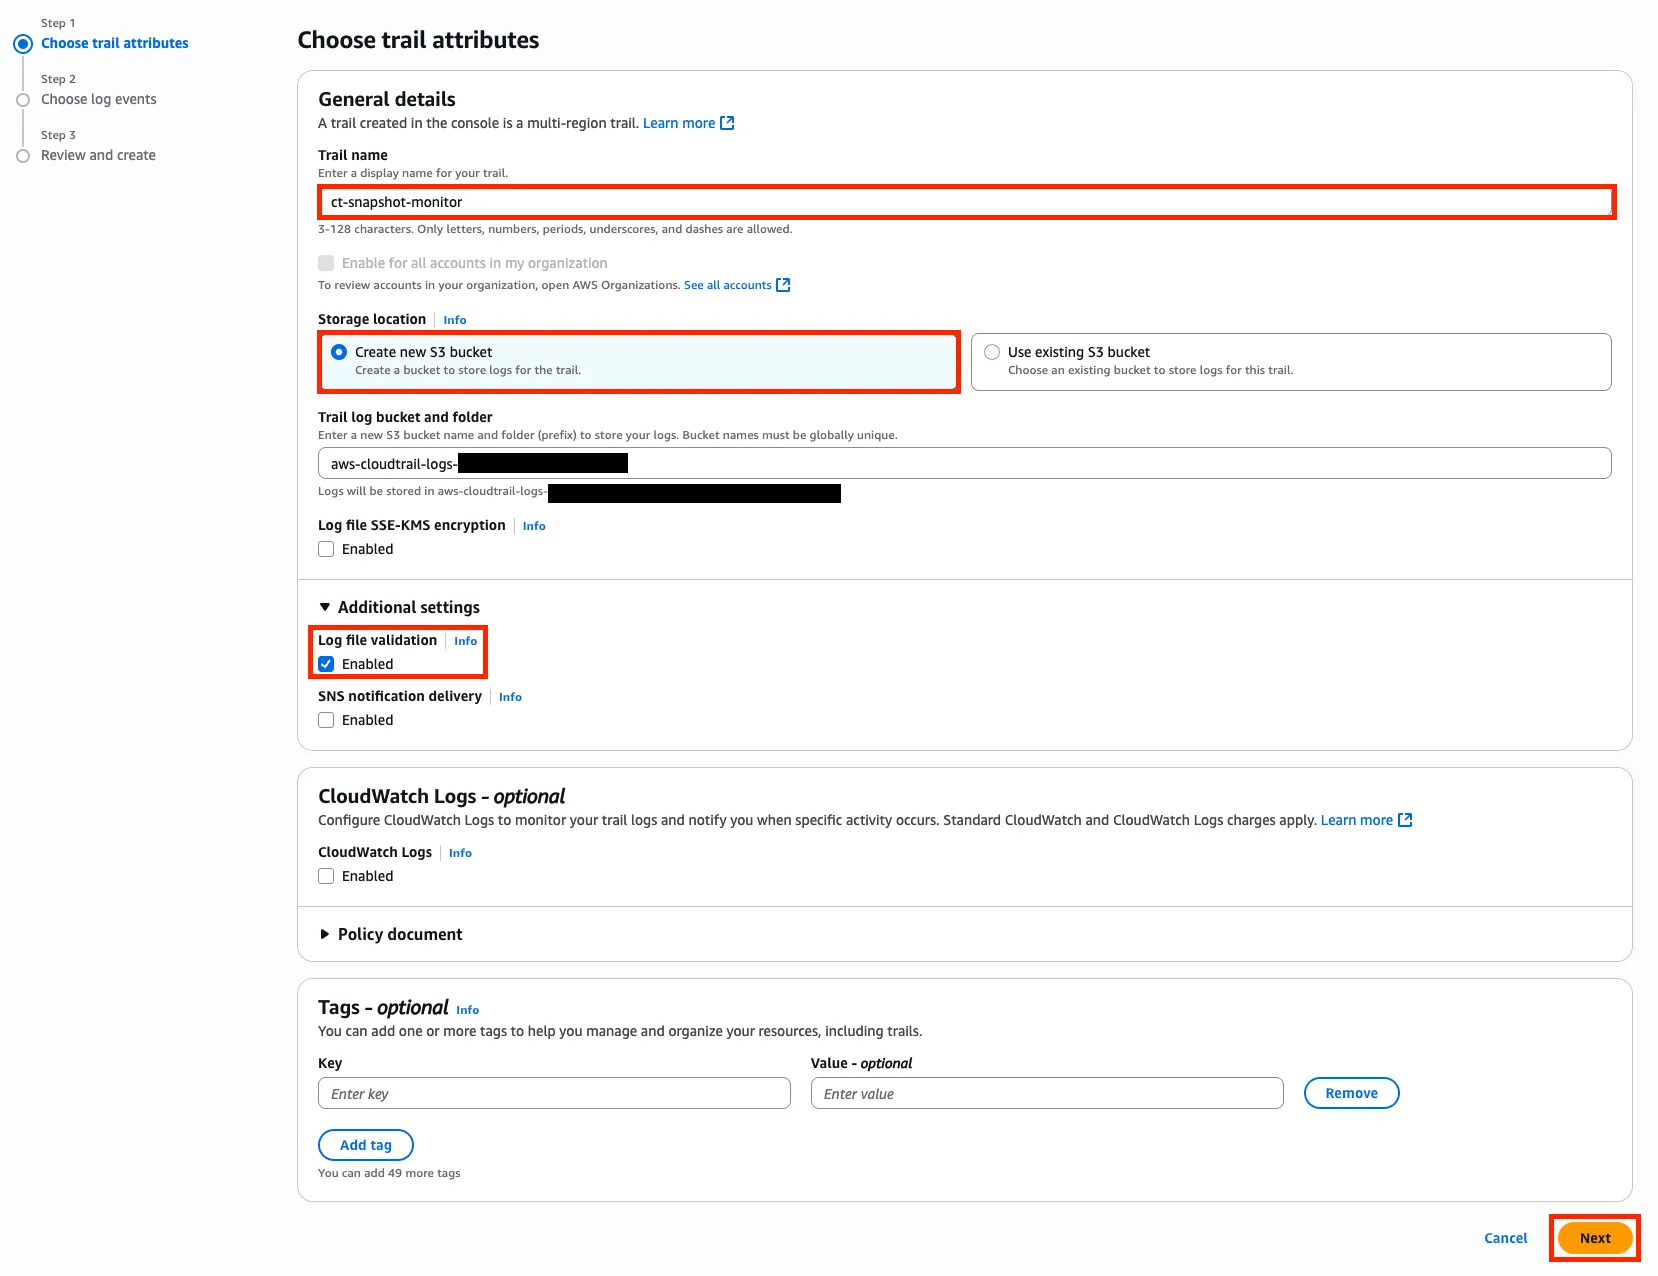 Step 1
Choose trail attributes
Step 2
Choose log events
Step 3
Review and create
Choose trail attributes
General details
A trail created in the console is a multi-region trail. Learn more
Trail name
Enter a display name for your trail.
ct-snapshot-monitor
3-128 characters. Only letters, numbers, periods, underscores, and dashes are allowed.
Enable for all accounts in my organization
To review accounts in your organization, open AWS Organizations. See all accounts
Storage location Info
Create new S3 bucket
Create a bucket to store logs for the trail.
Use existing S3 bucket
Choose an existing bucket to store logs for this trail.
Trail log bucket and folder
Enter a new S3 bucket name and folder (prefix) to store your logs. Bucket names must be globally unique.
aws-cloudtrail-logs-
Logs will be stored in aws-cloudtrail-logs-
Log file SSE-KMS encryption Info
Enabled
Additional settings
Log file validation Info
Enabled
SNS notification delivery Info
Enabled
CloudWatch Logs - optional
Configure CloudWatch Logs to monitor your trail logs and notify you when specific activity occurs. Standard CloudWatch and CloudWatch Logs charges apply. Learn more
CloudWatch Logs Info
Enabled
Policy document
Tags - optional Info
You can add one or more tags to help you manage and organize your resources, including trails.
Key
Value - optional
Enter key
Enter value
Remove
Add tag
You can add 49 more tags
Cancel
Next